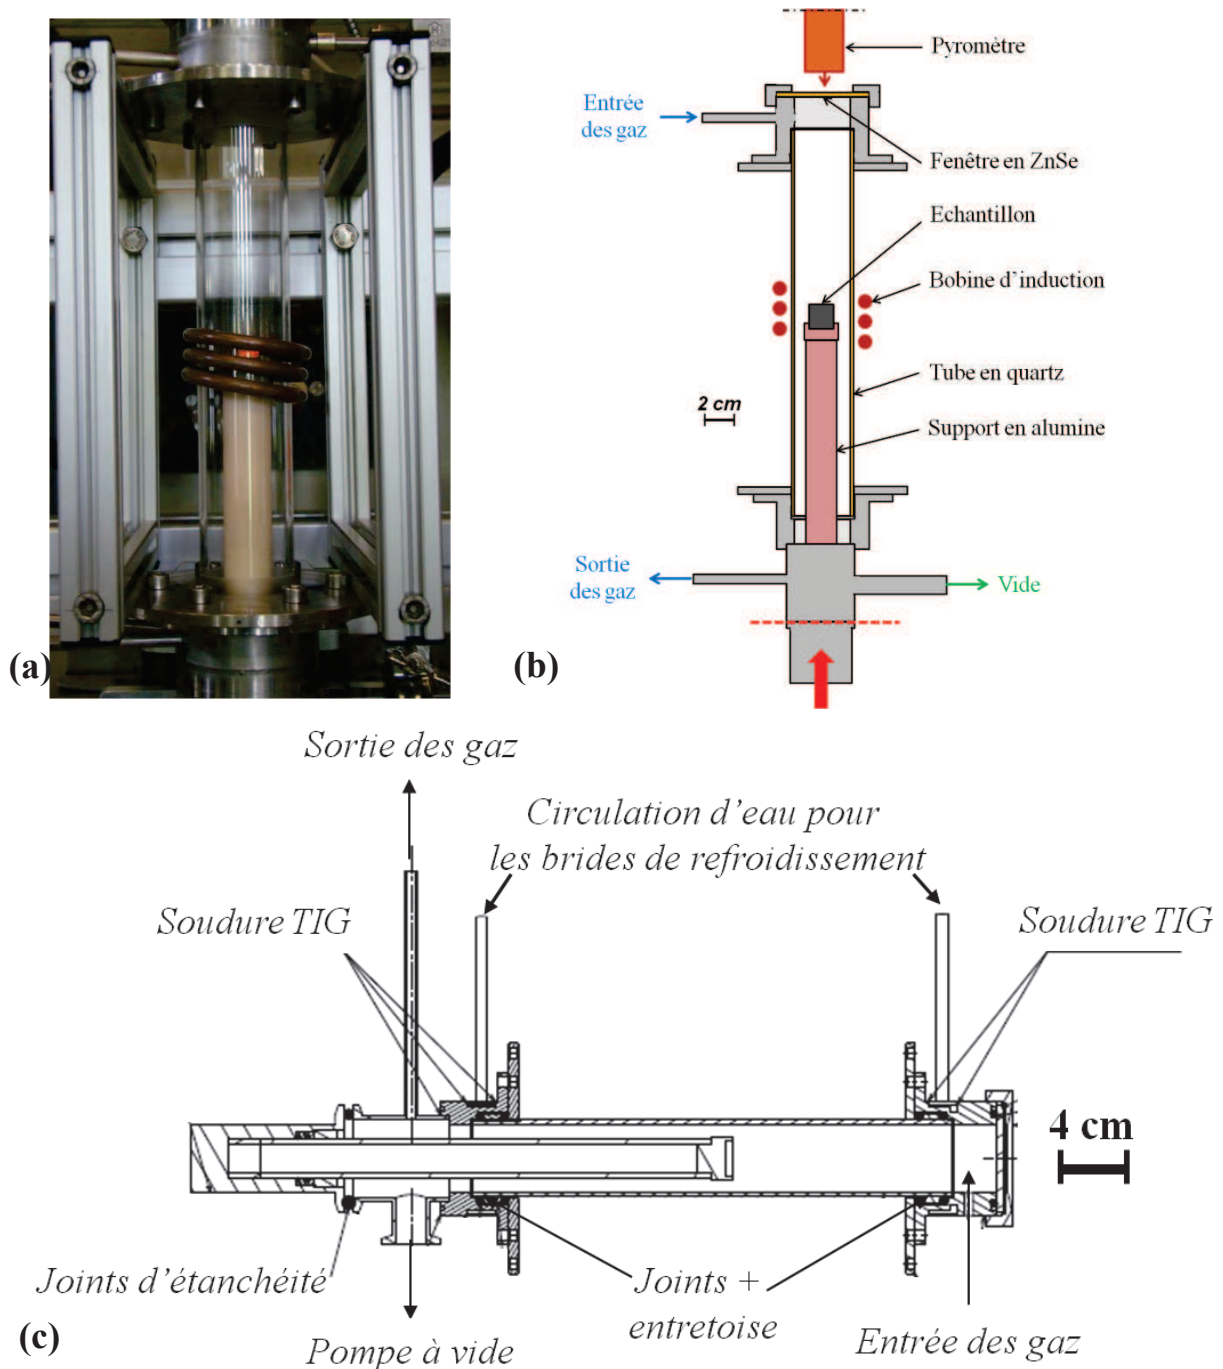 Pyromètre
Entrée
des gaz
Fenêtre en ZnSe
Echantillon
Bobine d'induction
Tube en quartz
2 cm
Support en alumine
Sortie
des gaz
Vide
(a)
(b)
Sortie des gaz
Circulation d'eau pour
les brides de refroidissement
Soudure TIG
Soudure TIG
4 cm
Joints d'étanchéité
Joints +
entretoise
Entrée des gaz
Pompe à vide
(c)